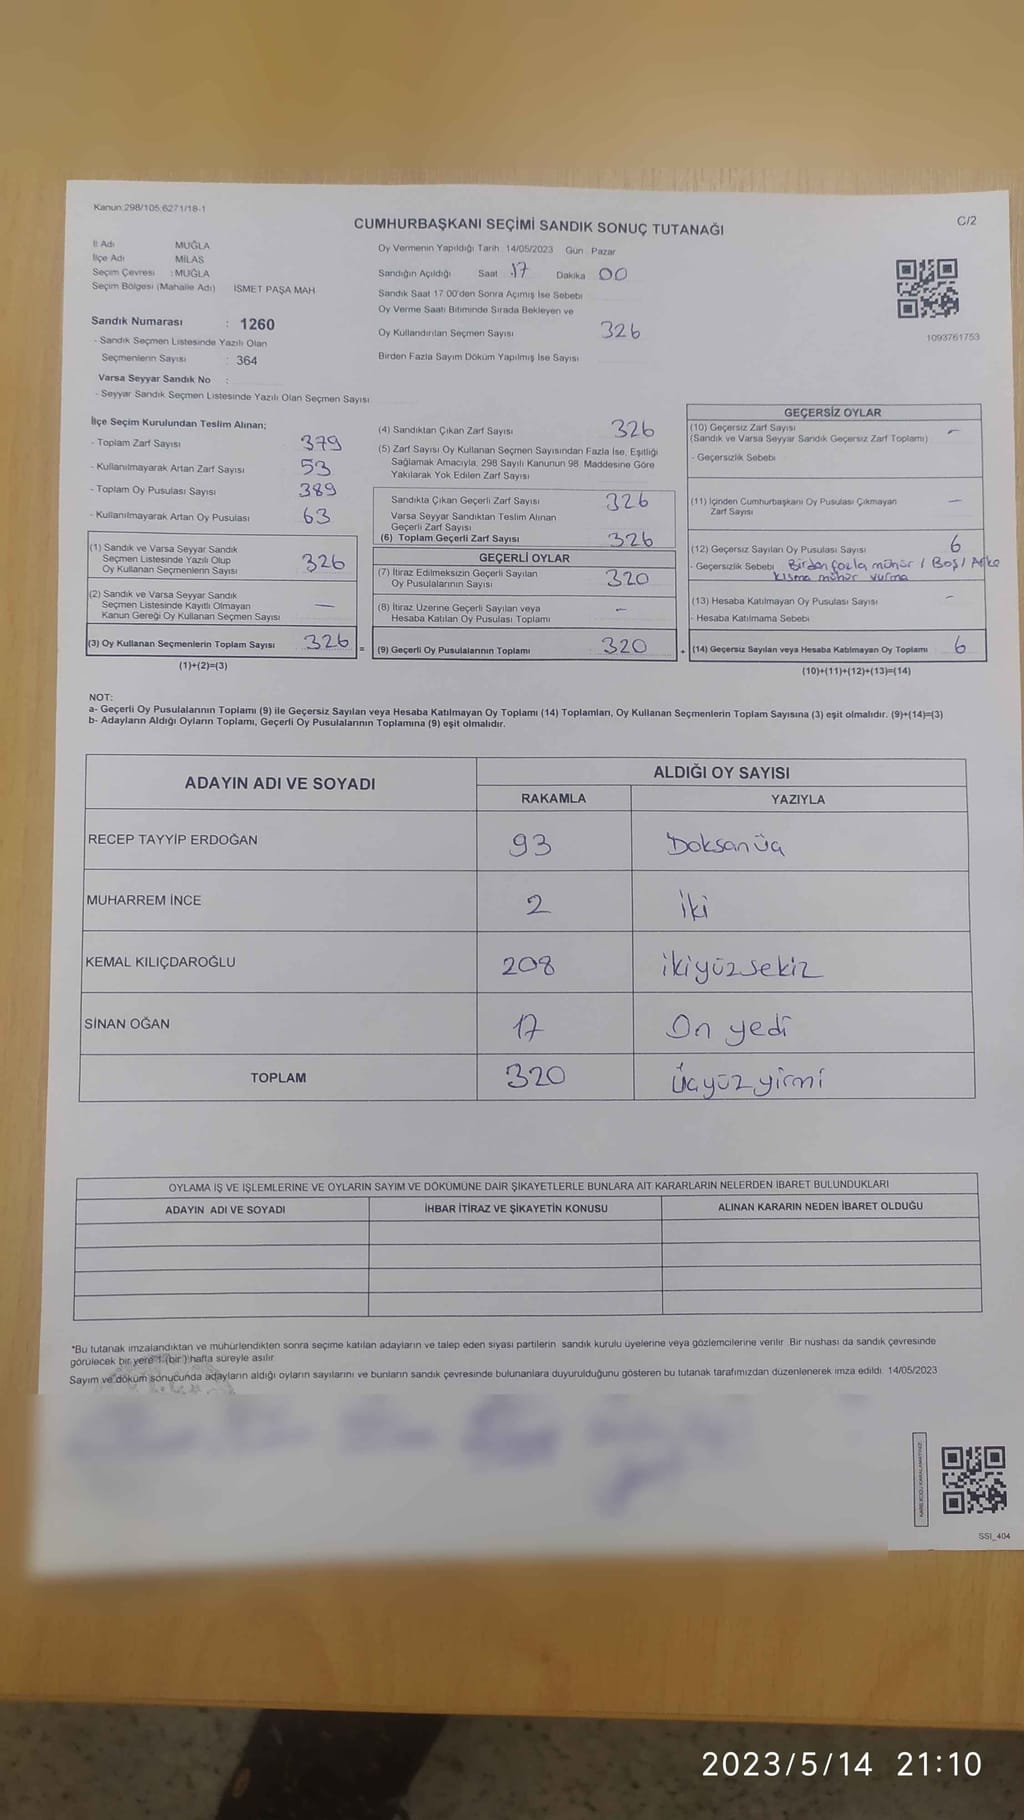 Kanun:298/105,6271/18-1
CUMHURBAŞKANI SEÇİMİ SANDIK SONUÇ TUTANAĞI
C/2
İl Adı MUĞLA
İlçe Adı MİLAS
Seçim Çevresi : MUĞLA
Seçim Bölgesi (Mahalle Adı) İSMET PAŞA MAH
Sandık Numarası : 1260
- Sandık Seçmen Listesinde Yazılı Olan
Seçmenlerin Sayısı : 364
Varsa Seyyar Sandık No :
- Seyyar Sandık Seçmen Listesinde Yazılı Olan Seçmen Sayısı
Oy Vermenin Yapıldığı Tarih 14/05/2023 Gün Pazar
Sandığın Açıldığı Saat 17 Dakika 00
Sandık Saat 17:00'den Sonra Açımış İse Sebebi
Oy Verme Saati Bitiminde Sırada Bekleyen ve
Oy Kullandırılan Seçmen Sayısı 326
Birden Fazla Sayım Döküm Yapılmış İse Sayısı
1093761753
İlçe Seçim Kurulundan Teslim Alınan;
- Toplam Zarf Sayısı 379
- Kullanılmayarak Artan Zarf Sayısı 53
- Toplam Oy Pusulası Sayısı 389
- Kullanılmayarak Artan Oy Pusulası 63
(1) Sandık ve Varsa Seyyar Sandık
Seçmen Listesinde Yazılı Olup
Oy Kullanan Seçmenlerin Sayısı 326
(2) Sandık ve Varsa Seyyar Sandık
Seçmen Listesinde Kayıtlı Olmayan
Kanun Gereği Oy Kullanan Seçmen Sayısı —
(3) Oy Kullanan Seçmenlerin Toplam Sayısı 326 =
(1)+(2)=(3)
(4) Sandıktan Çıkan Zarf Sayısı 326
(5) Zarf Sayısı Oy Kullanan Seçmen Sayısından Fazla İse, Eşitliği
Sağlamak Amacıyla, 298 Sayılı Kanunun 98. Maddesine Göre
Yakılarak Yok Edilen Zarf Sayısı
Sandıkta Çıkan Geçerli Zarf Sayısı 326
Varsa Seyyar Sandıktan Teslim Alınan
Geçerli Zarf Sayısı
(6) Toplam Geçerli Zarf Sayısı 326
GEÇERLİ OYLAR
(7) İtiraz Edilmeksizin Geçerli Sayılan
Oy Pusulasının Sayısı 320
(8) İtiraz Üzerine Geçerli Sayılan veya
Hesaba Katılan Oy Pusulası Toplamı —
(9) Geçerli Oy Pusulalarının Toplamı 320 +
GEÇERSİZ OYLAR
(10) Geçersiz Zarf Sayısı —
(Sandık ve Varsa Seyyar Sandık Geçersiz Zarf Toplamı)
- Geçersizlik Sebebi
(11) İçinden Cumhurbaşkanı Oy Pusulası Çıkmayan
Zarf Sayısı —
(12) Geçersiz Sayılan Oy Pusulası Sayısı 6
- Geçersizlik Sebebi Birden fazla mühür / Boş / Arka
kısma mühür vurma
(13) Hesaba Katılmayan Oy Pusulası Sayısı —
- Hesaba Katılmama Sebebi
(14) Geçersiz Sayılan veya Hesaba Katılmayan Oy Toplamı 6
(10)+(11)+(12)+(13)=(14)
NOT:
a- Geçerli Oy Pusulalarının Toplamı (9) ile Geçersiz Sayılan veya Hesaba Katılmayan Oy Toplamı (14) Toplamları, Oy Kullanan Seçmenlerin Toplam Sayısına (3) eşit olmalıdır. (9)+(14)=(3)
b- Adayların Aldığı Oyların Toplamı, Geçerli Oy Pusulalarının Toplamına (9) eşit olmalıdır.
ADAYIN ADI VE SOYADI
ALDIĞI OY SAYISI
RAKAMLA YAZIYLA
RECEP TAYYİP ERDOĞAN 93 Doksanüç
MUHARREM İNCE 2 iki
KEMAL KILIÇDAROĞLU 208 ikiyüzsekiz
SİNAN OĞAN 17 On yedi
TOPLAM 320 Üçyüzyirmi
OYLAMA İŞ VE İŞLEMLERİNE VE OYLARIN SAYIM VE DÖKÜMÜNE DAİR ŞİKAYETLERLE BUNLARA AİT KARARLARIN NELERDEN İBARET BULUNDUKLARI
ADAYIN ADI VE SOYADI İHBAR İTİRAZ VE ŞİKAYETİN KONUSU ALINAN KARARIN NEDEN İBARET OLDUĞU
*Bu tutanak imzalandıktan ve mühürlendikten sonra seçime katılan adayların ve talep eden siyasi partilerin sandık kurulu üyelerine veya gözlemcilerine verilir. Bir nüshası da sandık çevresinde
görülecek bir yere 1 (bir) hafta süreyle asılır.
Sayım ve döküm sonucunda adayların aldığı oyların sayılarını ve bunların sandık çevresinde bulunanlara duyurulduğunu gösteren bu tutanak tarafımızdan düzenlenerek imza edildi. 14/05/2023
SSI_404
2023/5/14 21:10